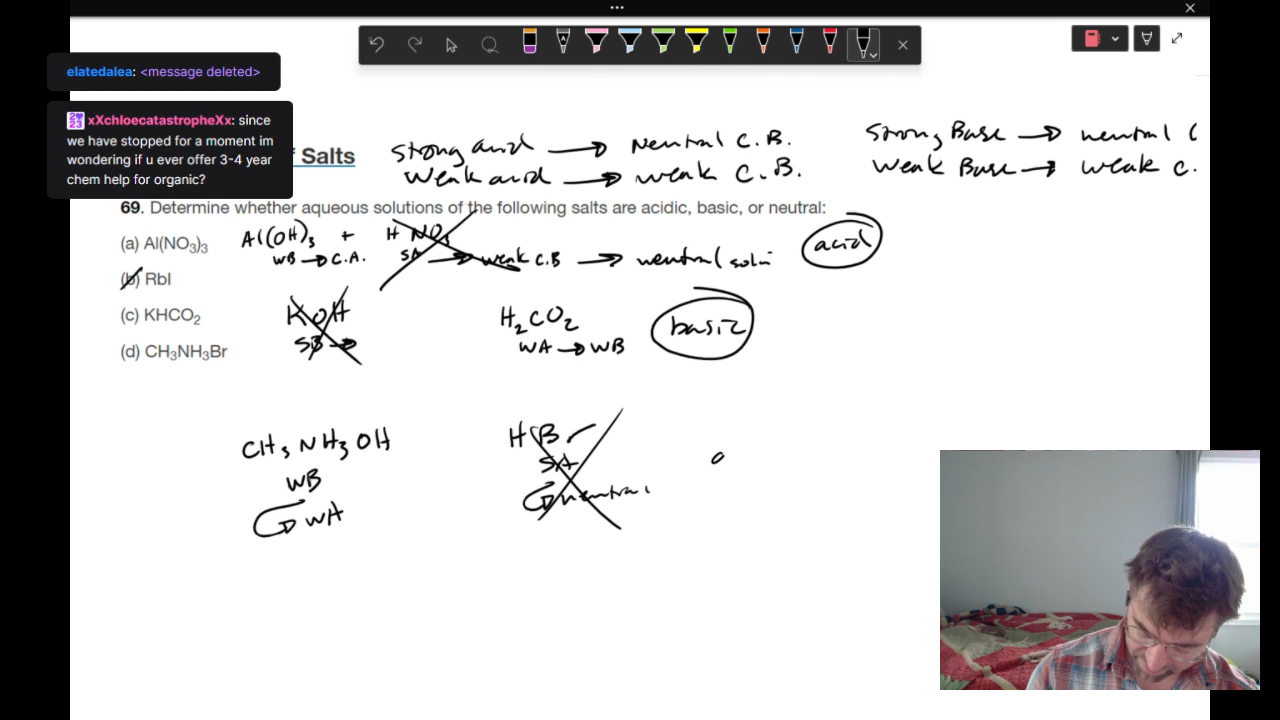 elatedalea: <message deleted>
xXchloecatastropheXx: since
we have stopped for a moment im
wondering if u ever offer 3-4 year
chem help for organic?
of Salts
strong acid → Neutral C.B.
weak acid → weak C.B.
Strong Base → neutral C
weak Base → weak C.
69. Determine whether aqueous solutions of the following salts are acidic, basic, or neutral:
(a) Al(NO₃)₃ Al(OH)₃ + HNO₃
WB → C.A. SA → weak C.B → neutral soln acid
(b) RbI
(c) KHCO₂ KOH H₂CO₂ basic
SB → WA → WB
(d) CH₃NH₃Br
CH₃NH₃OH HBr
WB SA
WA neutral
a